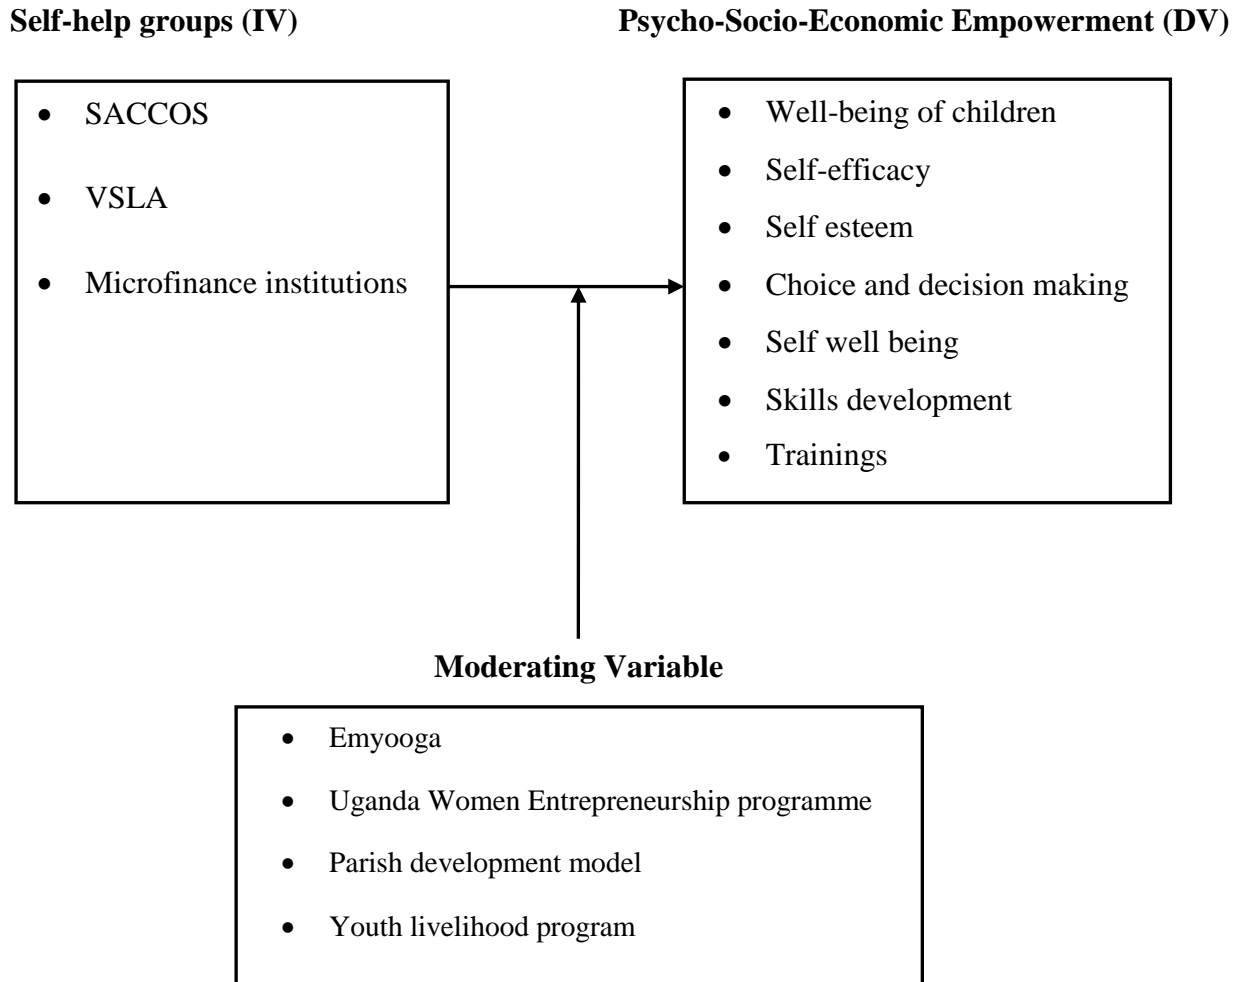 Self-help groups (IV)
Psycho-Socio-Economic Empowerment (DV)
• SACCOS
• VSLA
• Microfinance institutions
• Well-being of children
• Self-efficacy
• Self esteem
• Choice and decision making
• Self well being
• Skills development
• Trainings
Moderating Variable
• Emyooga
• Uganda Women Entrepreneurship programme
• Parish development model
• Youth livelihood program